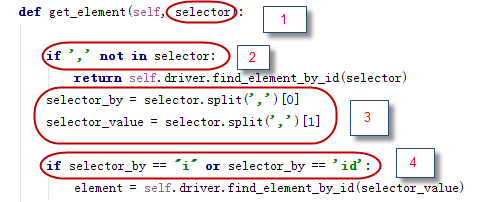 def get_element(self, selector):
1
if ',' not in selector:
2
return self.driver.find_element_by_id(selector)
selector_by = selector.split(',')[0]
selector_value = selector.split(',')[1]
3
if selector_by == "i" or selector_by == 'id':
4
element = self.driver.find_element_by_id(selector_value)